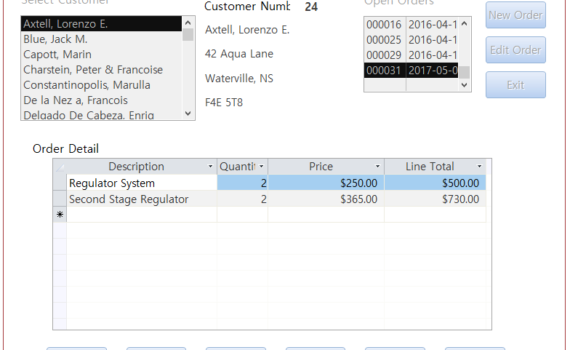 Select Customer
Customer Numb 24
Open Orders
Axtell, Lorenzo E.
Blue, Jack M.
Capott, Marin
Charstein, Peter & Francoise
Constantinopolis, Marulla
De la Nez a, Francois
Delgado De Cabeza, Enriq
Axtell, Lorenzo E.
42 Aqua Lane
Waterville, NS
F4E 5T8
000016 2016-04-1
000025 2016-04-1
000029 2016-04-1
000031 2017-05-0
New Order
Edit Order
Exit
Order Detail
Description Quantit Price Line Total
Regulator System 2 $250.00 $500.00
Second Stage Regulator 2 $365.00 $730.00